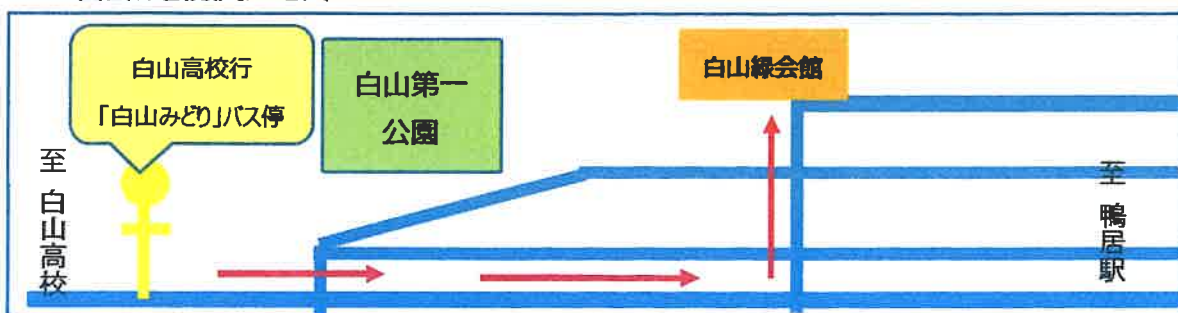 白山高校行
「白山みどり」バス停
白山第一
公園
白山緑会館
至 白山高校
至 鴨居駅